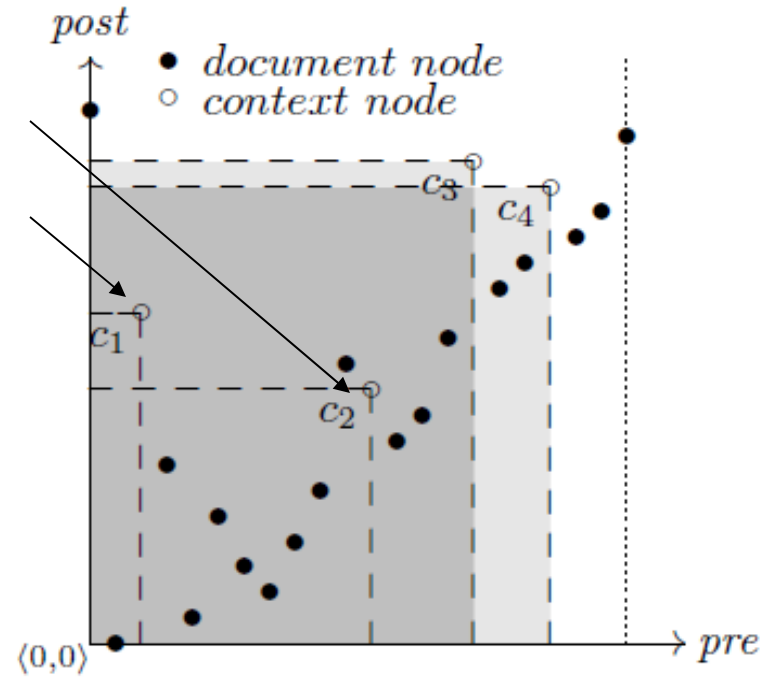 post
document node
context node
c3
c4
c1
c2
⟨0,0⟩
pre